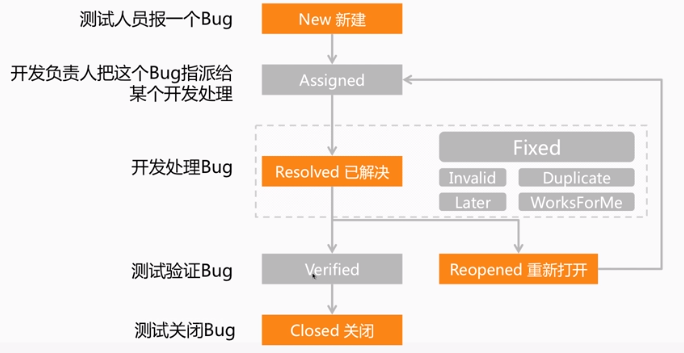 测试人员报一个Bug
New 新建
开发负责人把这个Bug指派给
某个开发处理
Assigned
开发处理Bug
Resolved 已解决
Fixed
Invalid
Duplicate
Later
WorksForMe
测试验证Bug
Verified
Reopened 重新打开
测试关闭Bug
Closed 关闭